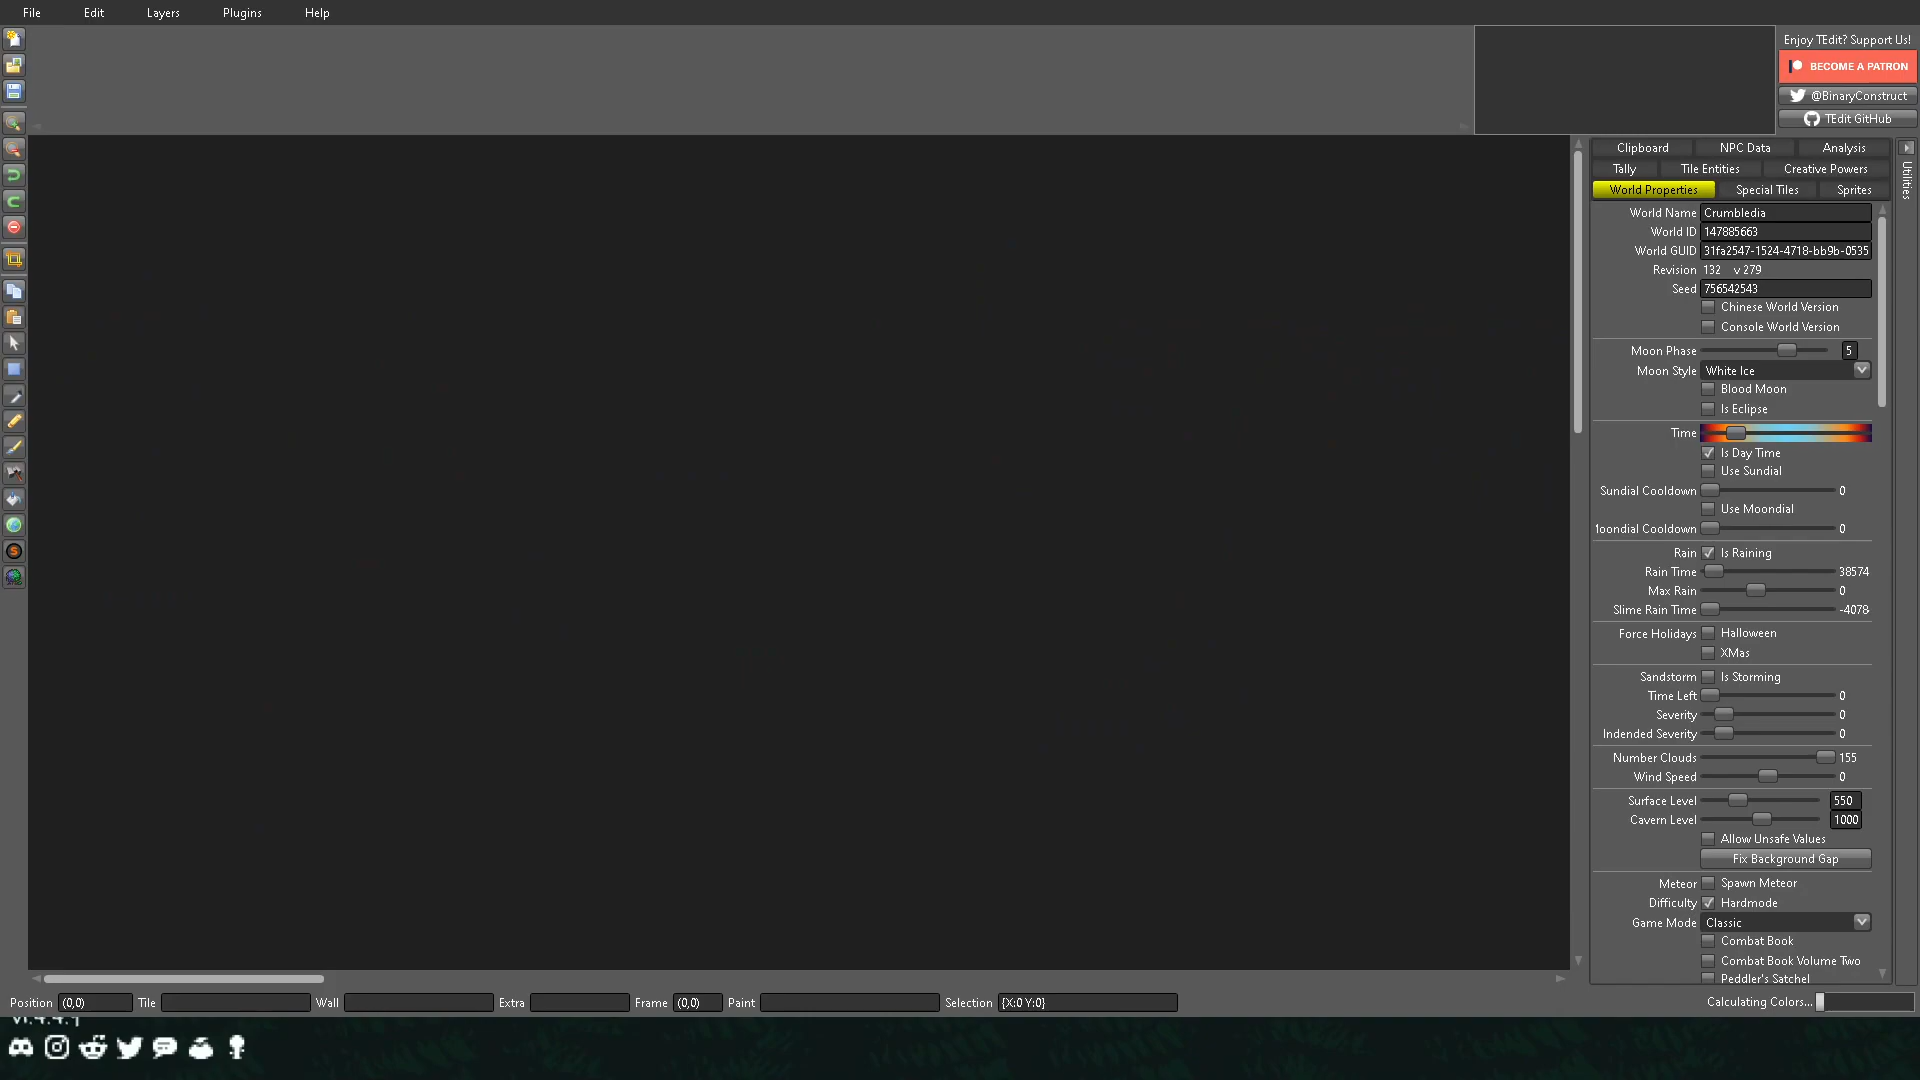 File Edit Layers Plugins Help
Enjoy TEdit? Support Us!
BECOME A PATRON
@BinaryConstruct
TEdit GitHub
Clipboard NPC Data Analysis
Tally Tile Entities Creative Powers
World Properties Special Tiles Sprites
Utilities
World Name Crumbledia
World ID 147885663
World GUID 31fa2547-1524-4718-bb9b-0535
Revision 132 v 279
Seed 756542543
Chinese World Version
Console World Version
Moon Phase 5
Moon Style White Ice
Blood Moon
Is Eclipse
Time
Is Day Time
Use Sundial
Sundial Cooldown 0
Use Moondial
oondial Cooldown 0
Rain Is Raining
Rain Time 38574
Max Rain 0
Slime Rain Time -4078
Force Holidays Halloween
XMas
Sandstorm Is Storming
Time Left 0
Severity 0
Indended Severity 0
Number Clouds 155
Wind Speed 0
Surface Level 550
Cavern Level 1000
Allow Unsafe Values
Fix Background Gap
Meteor Spawn Meteor
Difficulty Hardmode
Game Mode Classic
Combat Book
Combat Book Volume Two
Peddler's Satchel
Position (0,0) Tile Wall Extra Frame (0,0) Paint Selection {X:0 Y:0} Calculating Colors...
v1.4.4.9